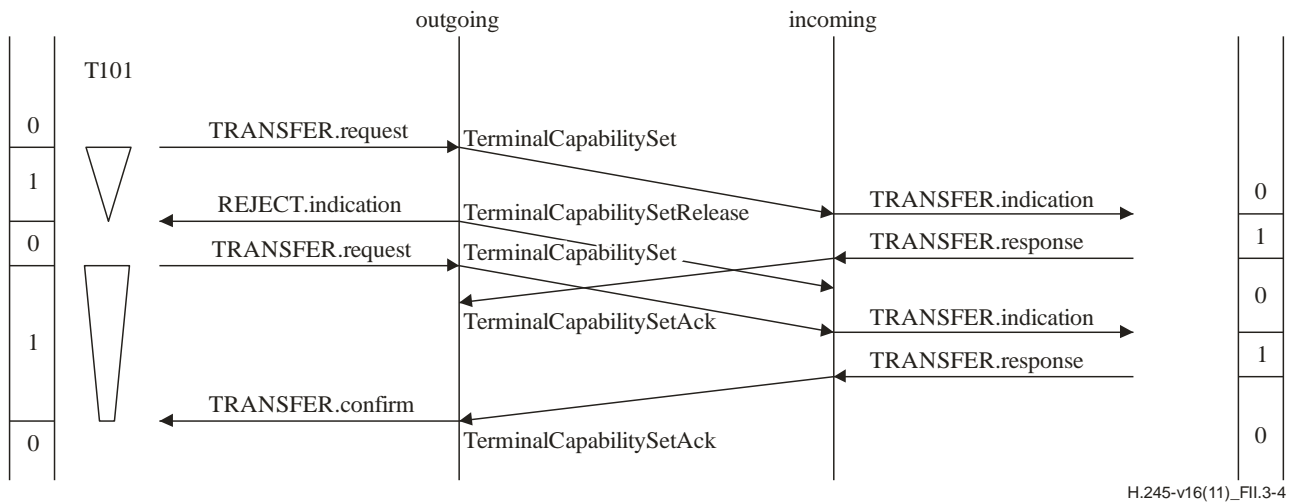 outgoing incoming
T101
0 TRANSFER.request TerminalCapabilitySet
1 TRANSFER.indication 0
REJECT.indication TerminalCapabilitySetRelease
0 TRANSFER.request TerminalCapabilitySet TRANSFER.response 1
0
TerminalCapabilitySetAck TRANSFER.indication
1 TRANSFER.response 1
TRANSFER.confirm
0 TerminalCapabilitySetAck 0
H.245-v16(11)_FII.3-4